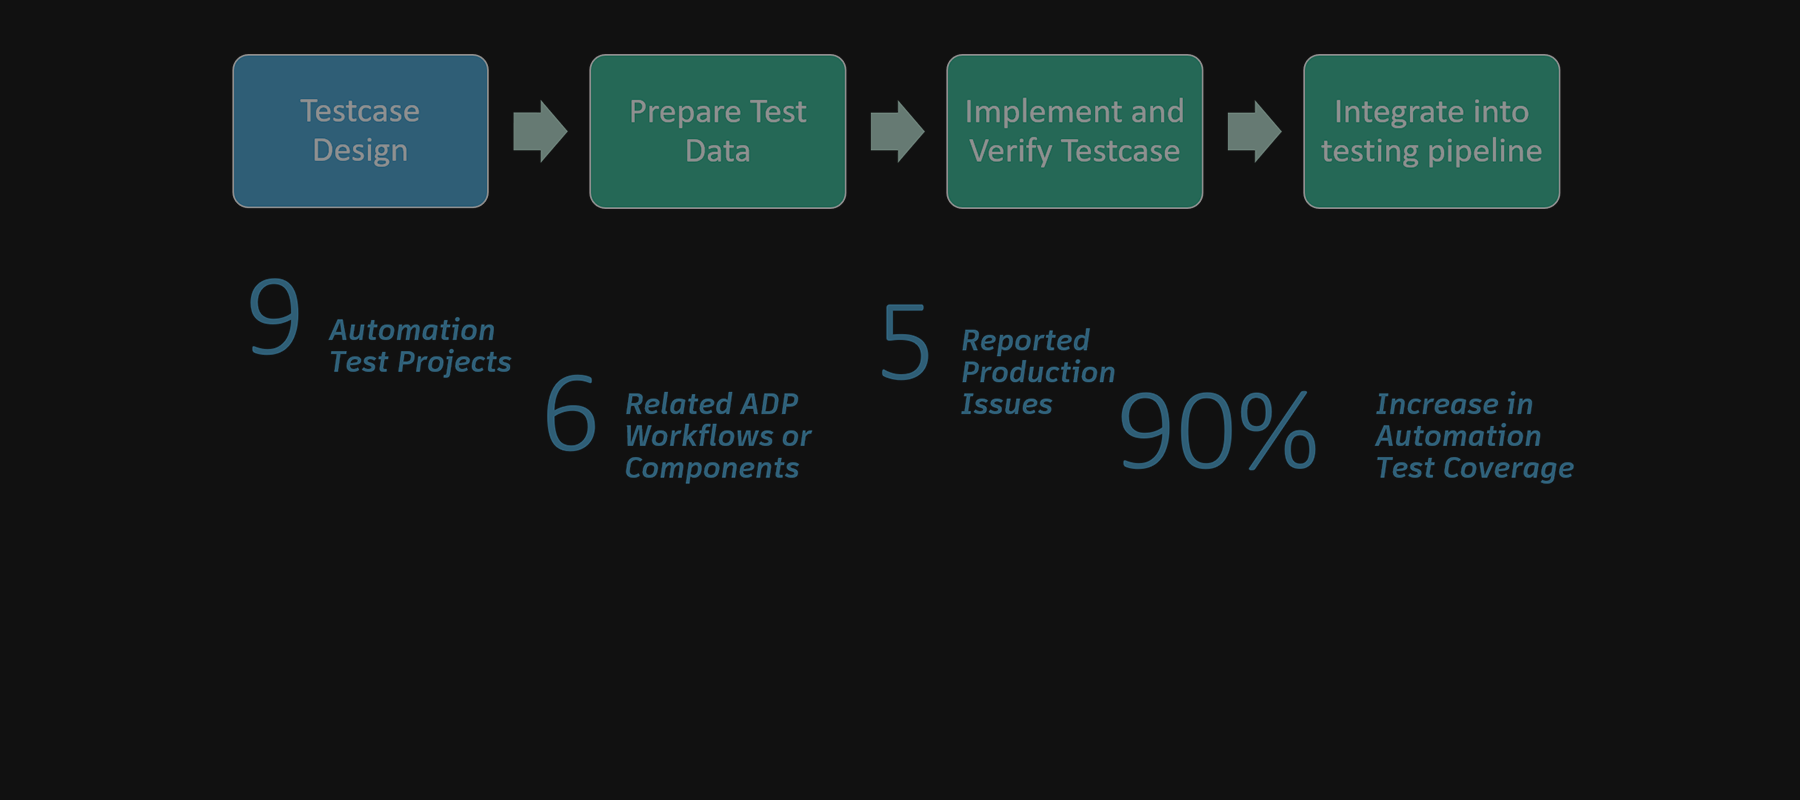 Testcase
Design
Prepare Test
Data
Implement and
Verify Testcase
Integrate into
testing pipeline
9
Automation
Test Projects
6
Related ADP
Workflows or
Components
5
Reported
Production
Issues
90%
Increase in
Automation
Test Coverage